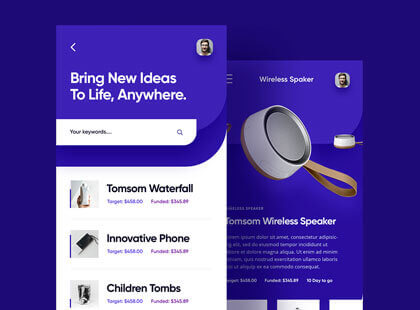 Bring New Ideas
To Life, Anywhere.
Your keywords...
Tomsom Waterfall
Target: $458.00 Funded: $345.89
Innovative Phone
Target: $458.00 Funded: $345.89
Children Tombs
Target: $458.00 Funded: $345.89
Wireless Spaker
WIRELESS SPEAKER
Tomsom Wireless Speaker
Lorem ipsum dolor sit amet, consectetur adipisic-
ing elit, sed do eiusmod tempor incididunt ut
labore et dolore magna aliqua. Ut enim ad minim
veniam, quis nostrud exercitation ullamco laboris
nisi ut aliquip ex ea commodo consequat.
Funded: $345.89 10 Day to go